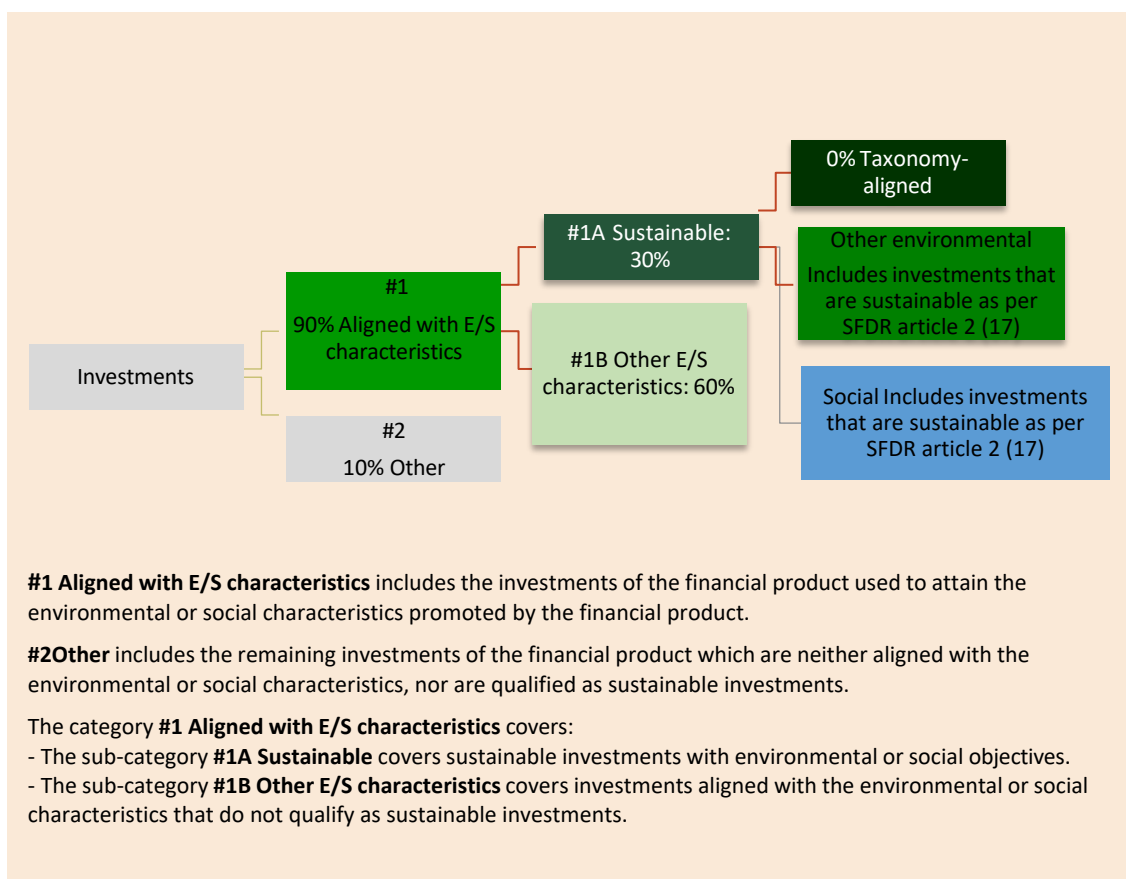 Investments
#1
90% Aligned with E/S
characteristics
#2
10% Other
#1A Sustainable:
30%
#1B Other E/S
characteristics: 60%
0% Taxonomy-
aligned
Other environmental
Includes investments that
are sustainable as per
SFDR article 2 (17)
Social Includes investments
that are sustainable as per
SFDR article 2 (17)
#1 Aligned with E/S characteristics includes the investments of the financial product used to attain the
environmental or social characteristics promoted by the financial product.
#2Other includes the remaining investments of the financial product which are neither aligned with the
environmental or social characteristics, nor are qualified as sustainable investments.
The category #1 Aligned with E/S characteristics covers:
- The sub-category #1A Sustainable covers sustainable investments with environmental or social objectives.
- The sub-category #1B Other E/S characteristics covers investments aligned with the environmental or social
characteristics that do not qualify as sustainable investments.